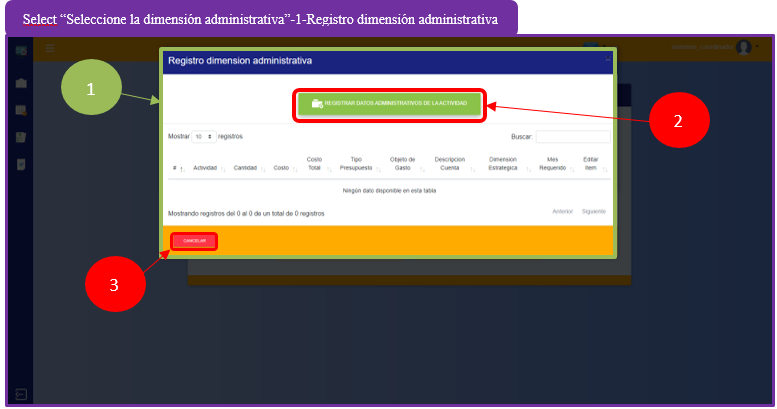 Select “Seleccione la dimensión administrativa”-1-Registro dimensión administrativa
Registro dimension administrativa
1
REGISTRAR DATOS ADMINISTRATIVOS DE LA ACTIVIDAD
2
Mostrar 10 registros Buscar:
# Actividad Cantidad Costo Costo Total Tipo Presupuesto Objeto de Gasto Descripcion Cuenta Dimension Estrategica Mes Requerido Editar Item
Ningún dato disponible en esta tabla
Mostrando registros del 0 al 0 de un total de 0 registros Anterior Siguiente
CANCELAR
3